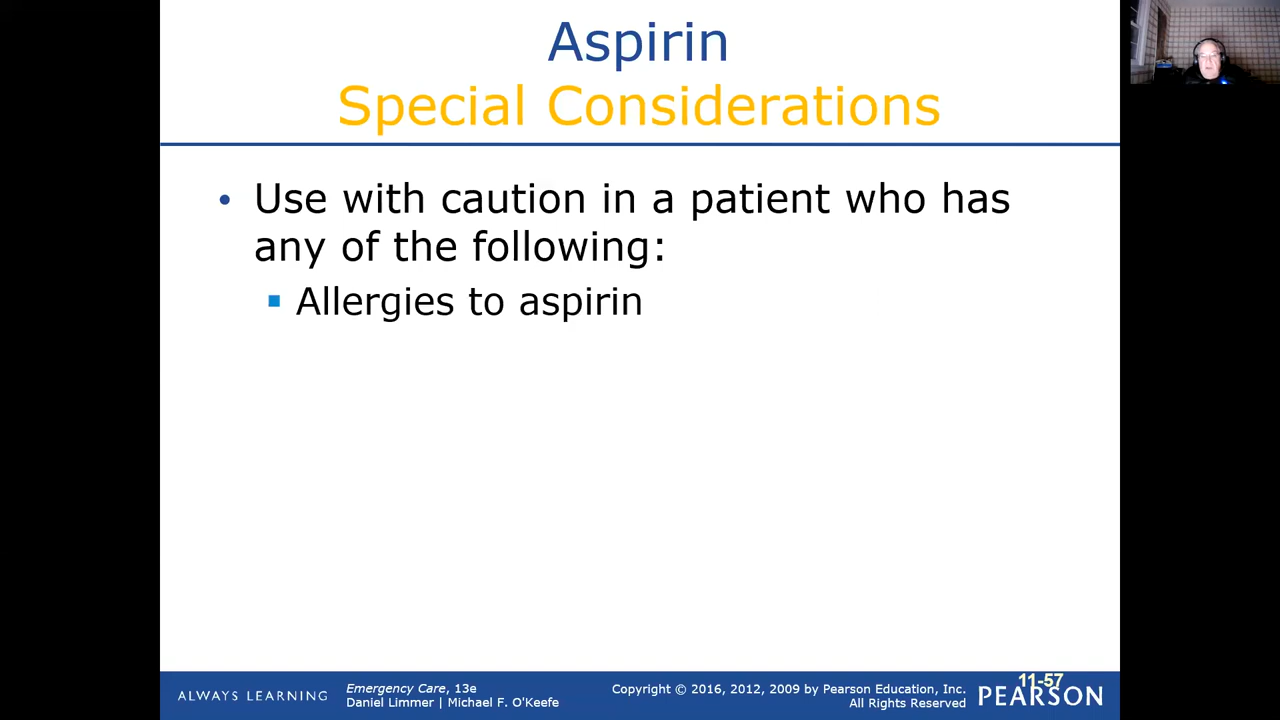 Aspirin
Special Considerations
• Use with caution in a patient who has
any of the following:
▪ Allergies to aspirin
ALWAYS LEARNING
Emergency Care, 13e
Daniel Limmer | Michael F. O'Keefe
Copyright © 2016, 2012, 2009 by Pearson Education, Inc.
All Rights Reserved
11-57
PEARSON